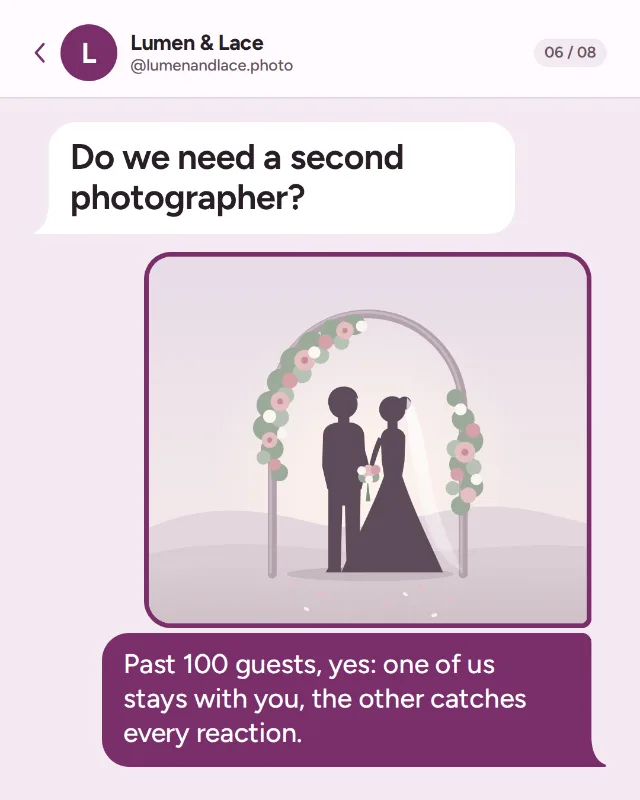 L
Lumen & Lace
@lumenandlace.photo
06 / 08
Do we need a second
photographer?
Past 100 guests, yes: one of us
stays with you, the other catches
every reaction.